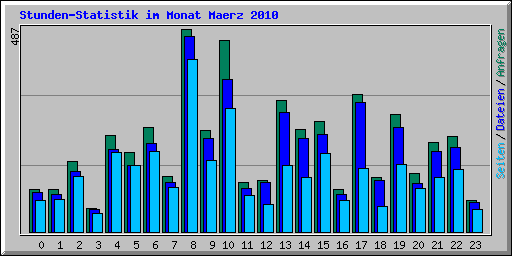 Stunden-Statistik im Monat Maerz 2010
487
Seiten / Dateien / Anfragen
0 1 2 3 4 5 6 7 8 9 10 11 12 13 14 15 16 17 18 19 20 21 22 23